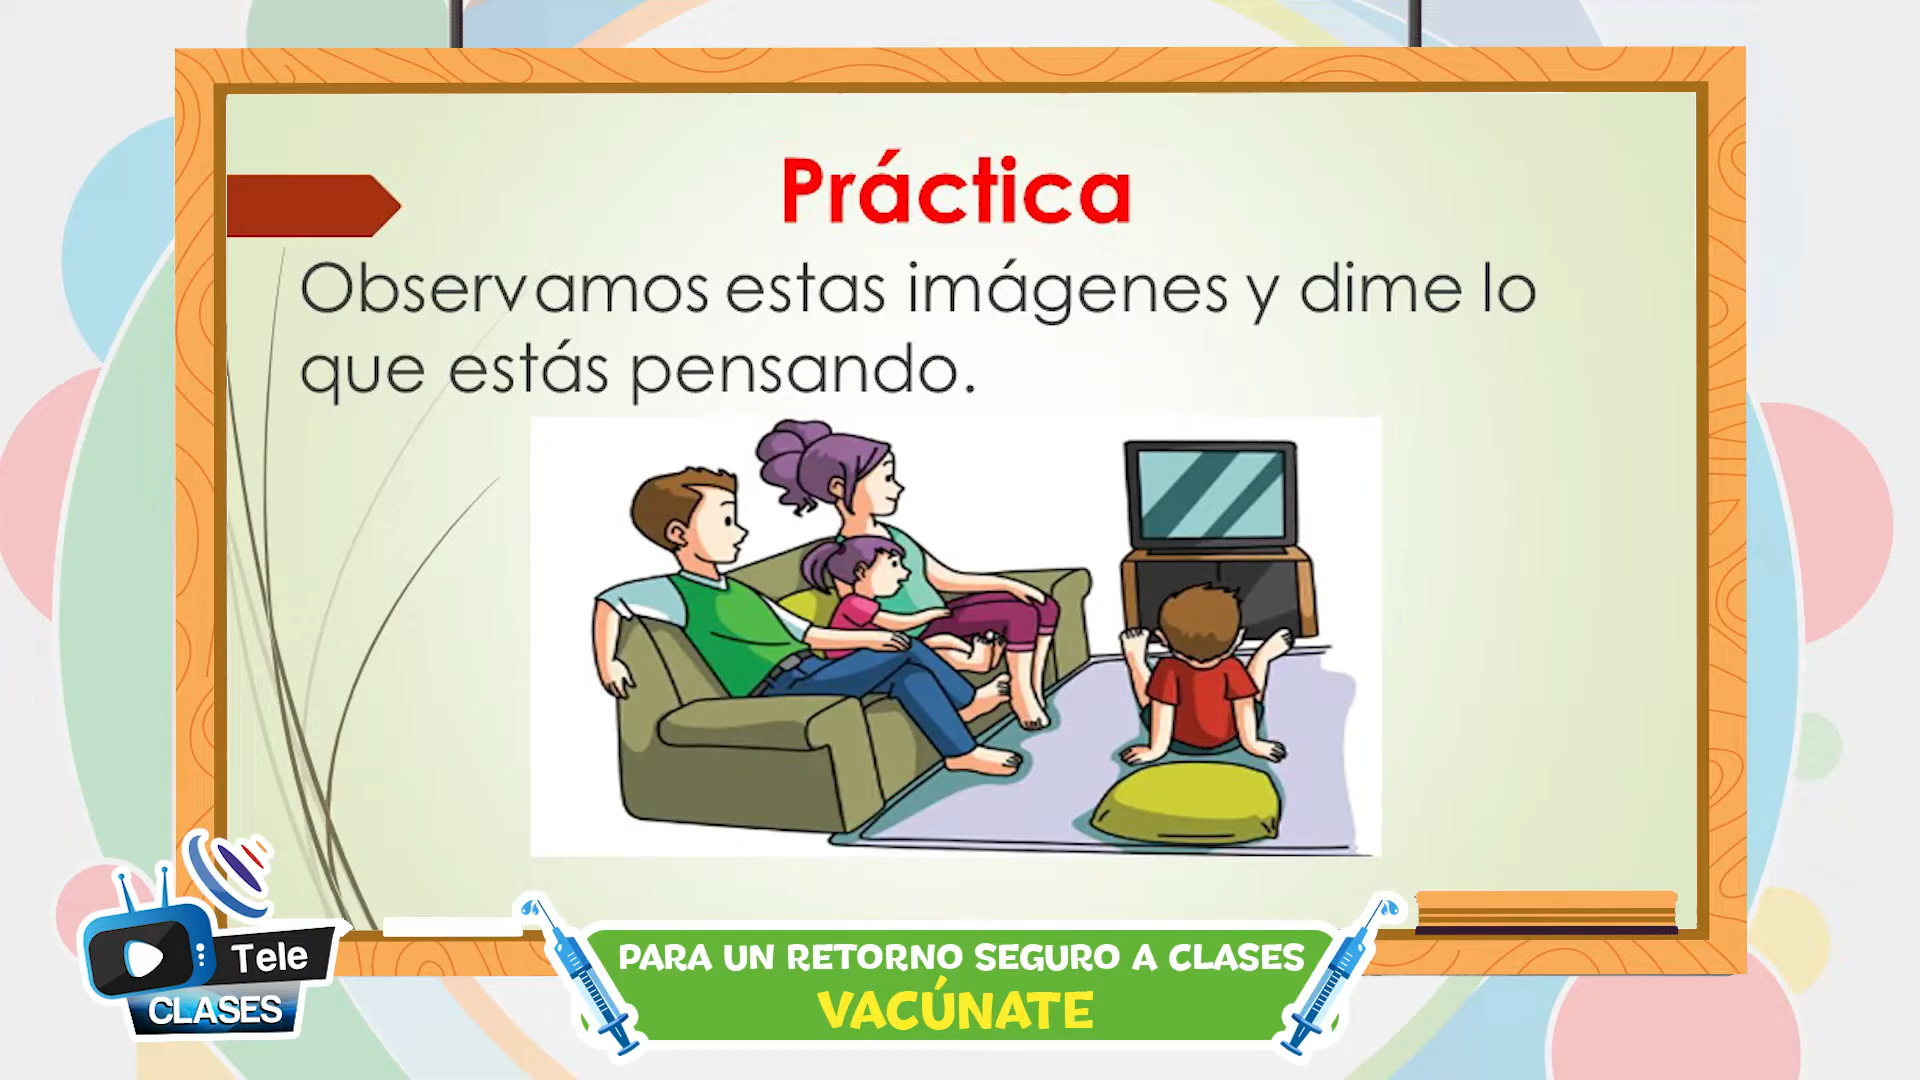 Práctica
Observamos estas imágenes y dime lo
que estás pensando.
Tele
CLASES
PARA UN RETORNO SEGURO A CLASES
VACÚNATE